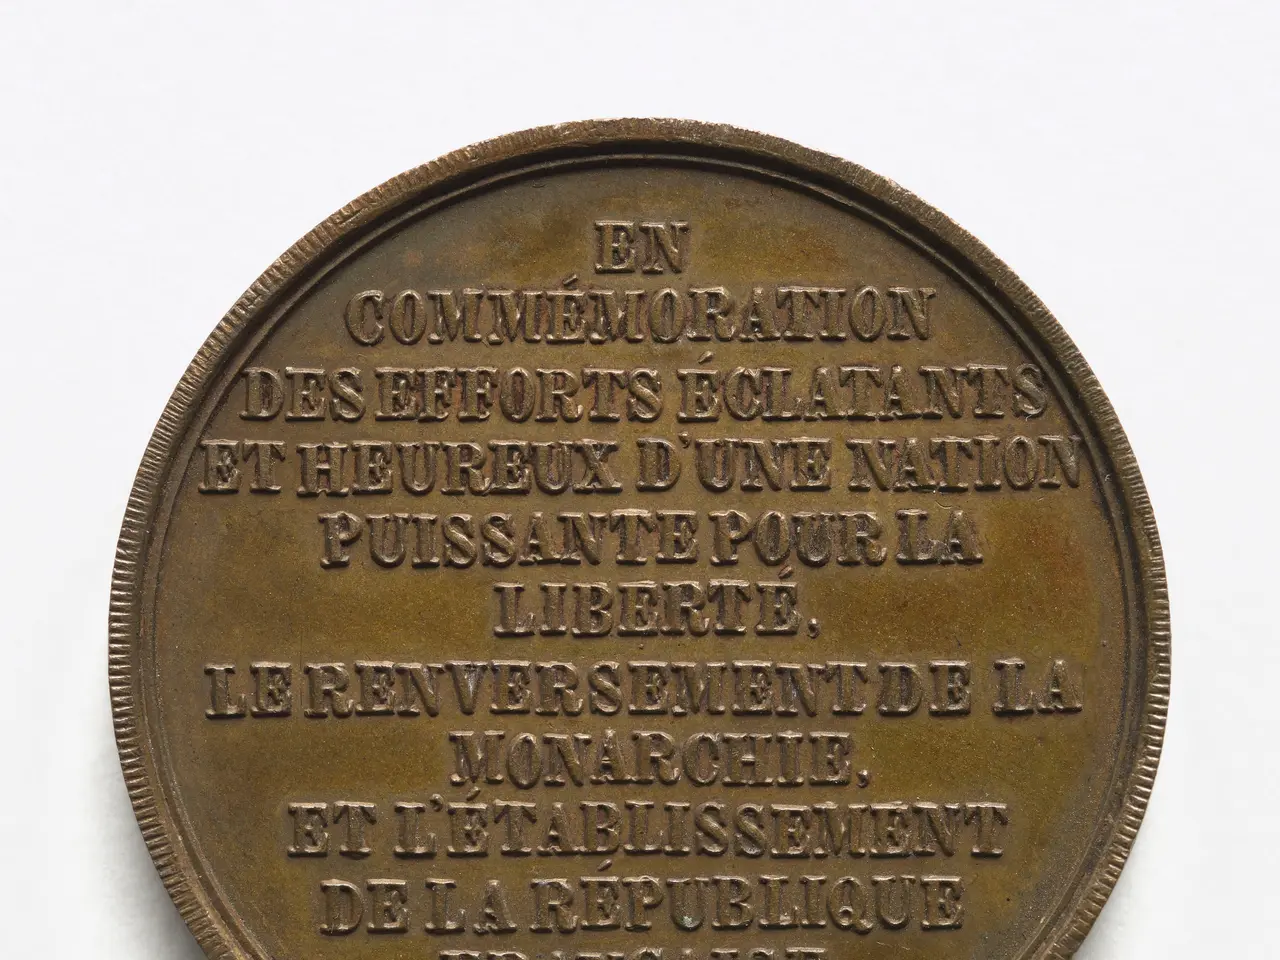 EN
COMMÉMORATION
DES EFFORTS ÉCLATANTS
ET HEUREUX D'UNE NATION
PUISSANTE POUR LA
LIBERTÉ,
LE RENVERSEMENT DE LA
MONARCHIE,
ET L'ÉTABLISSEMENT
DE LA RÉPUBLIQUE
FRANÇAISE